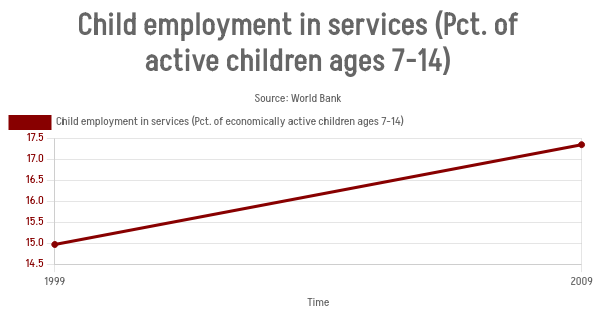 Child employment in services (Pct. of
active children ages 7-14)
Source: World Bank
Child employment in services (Pct. of economically active children ages 7-14)
17.5
17.0
16.5
16.0
15.5
15.0
14.5
1999 2009
Time